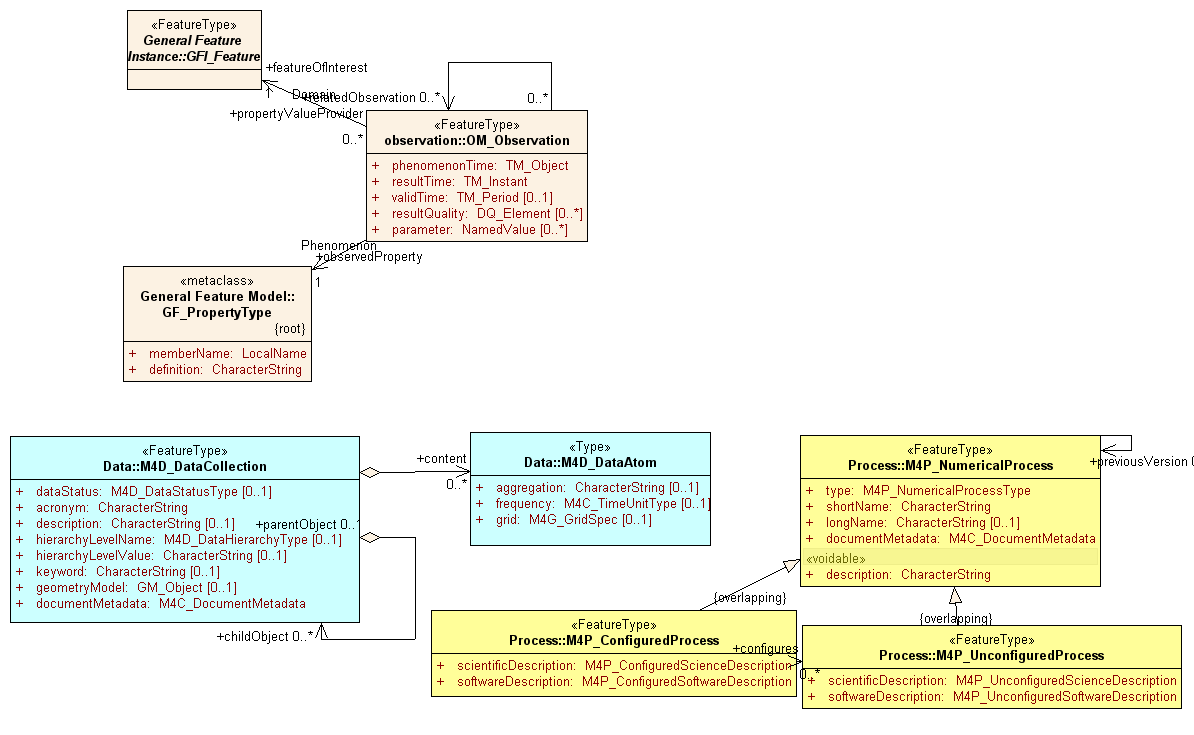 «FeatureType»
General Feature
Instance::GFI_Feature
+featureOfInterest
1
Domain
+relatedObservation 0..*
0..*
+propertyValueProvider
0..*
«FeatureType»
observation::OM_Observation
+ phenomenonTime: TM_Object
+ resultTime: TM_Instant
+ validTime: TM_Period [0..1]
+ resultQuality: DQ_Element [0..*]
+ parameter: NamedValue [0..*]
Phenomenon
+observedProperty
1
«metaclass»
General Feature Model::
GF_PropertyType
{root}
+ memberName: LocalName
+ definition: CharacterString
«FeatureType»
Data::M4D_DataCollection
+ dataStatus: M4D_DataStatusType [0..1]
+ acronym: CharacterString
+ description: CharacterString [0..1]
+ hierarchyLevelName: M4D_DataHierarchyType [0..1]
+ hierarchyLevelValue: CharacterString [0..1]
+ keyword: CharacterString [0..1]
+ geometryModel: GM_Object [0..1]
+ documentMetadata: M4C_DocumentMetadata
+parentObject 0..
+childObject 0..*
+content
0..*
«Type»
Data::M4D_DataAtom
+ aggregation: CharacterString [0..1]
+ frequency: M4C_TimeUnitType [0..1]
+ grid: M4G_GridSpec [0..1]
«FeatureType»
Process::M4P_NumericalProcess
+ type: M4P_NumericalProcessType
+ shortName: CharacterString
+ longName: CharacterString [0..1]
+ documentMetadata: M4C_DocumentMetadata
«voidable»
+ description: CharacterString
+previousVersion
{overlapping}
{overlapping}
«FeatureType»
Process::M4P_ConfiguredProcess
+ scientificDescription: M4P_ConfiguredScienceDescription
+ softwareDescription: M4P_ConfiguredSoftwareDescription
+configures
0..*
«FeatureType»
Process::M4P_UnconfiguredProcess
+ scientificDescription: M4P_UnconfiguredScienceDescription
+ softwareDescription: M4P_UnconfiguredSoftwareDescription